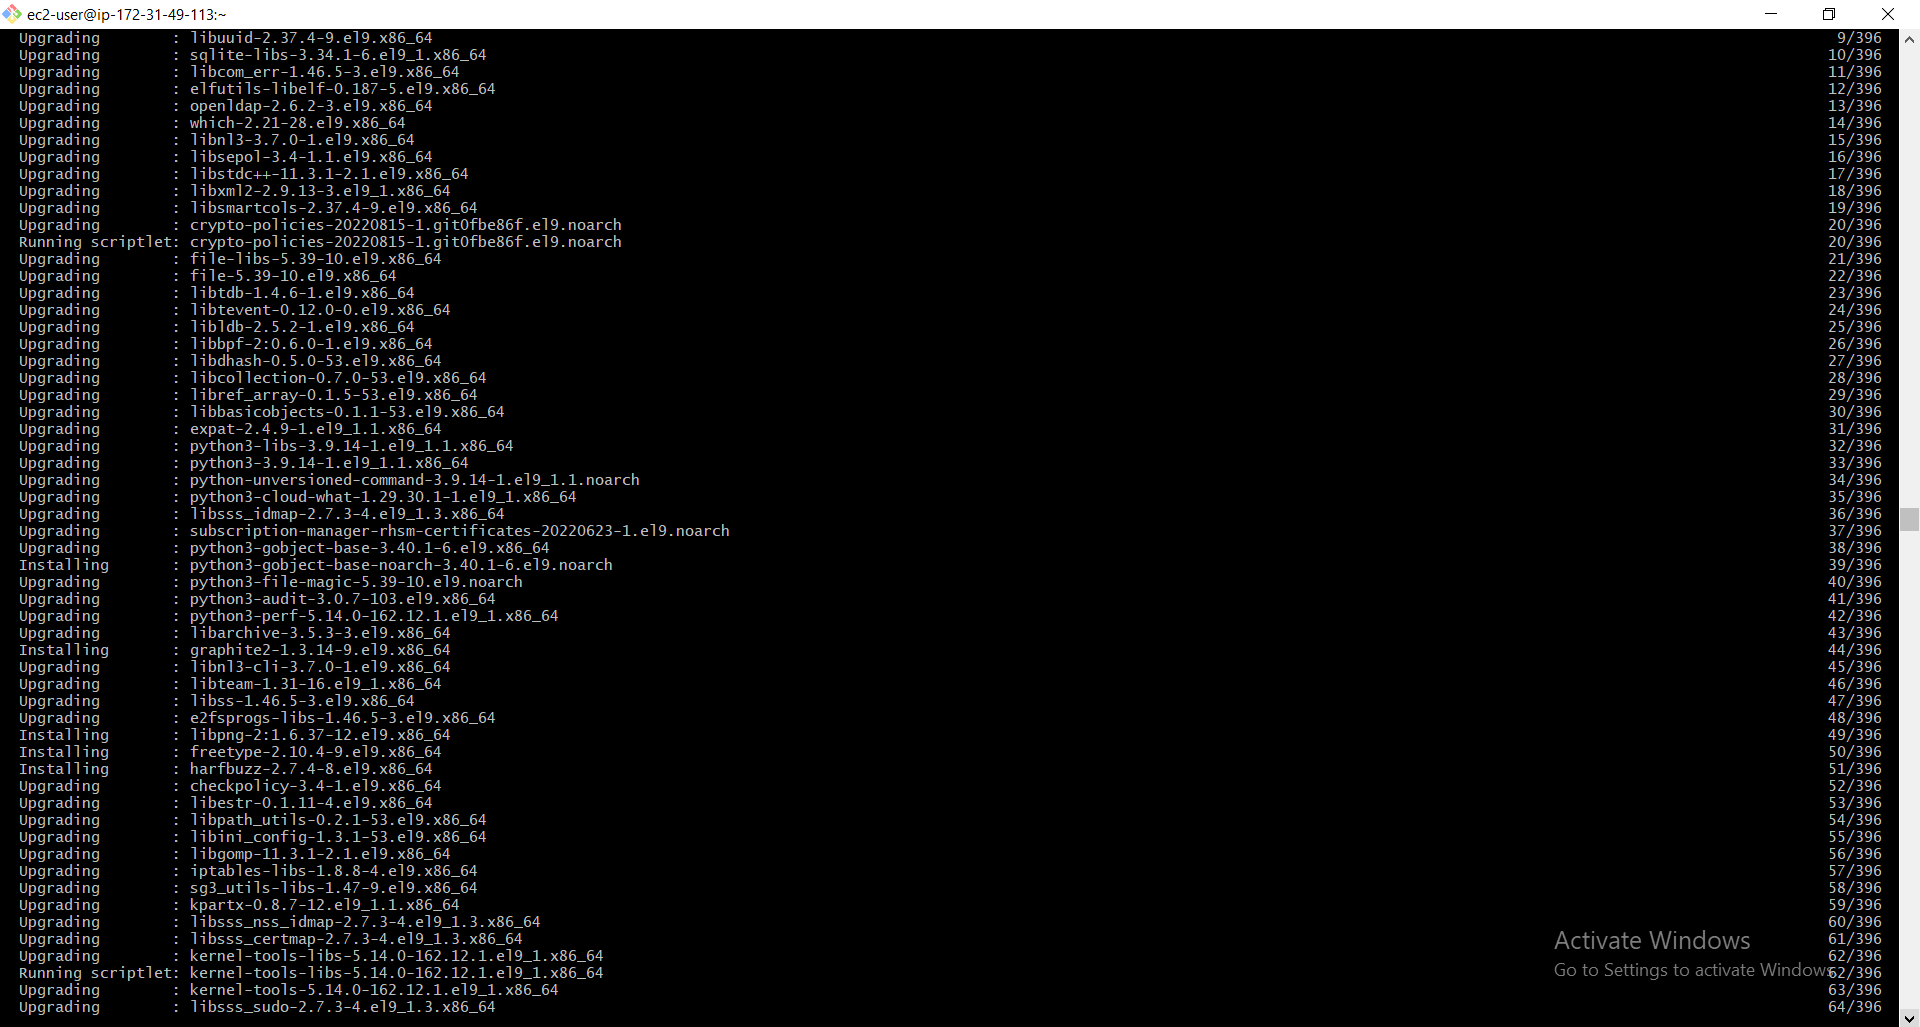 ec2-user@ip-172-31-49-113:~
Upgrading : libuuid-2.37.4-9.el9.x86_64 9/396
Upgrading : sqlite-libs-3.34.1-6.el9_1.x86_64 10/396
Upgrading : libcom_err-1.46.5-3.el9.x86_64 11/396
Upgrading : elfutils-libelf-0.187-5.el9.x86_64 12/396
Upgrading : openldap-2.6.2-3.el9.x86_64 13/396
Upgrading : which-2.21-28.el9.x86_64 14/396
Upgrading : libnl3-3.7.0-1.el9.x86_64 15/396
Upgrading : libsepol-3.4-1.1.el9.x86_64 16/396
Upgrading : libstdc++-11.3.1-2.1.el9.x86_64 17/396
Upgrading : libxml2-2.9.13-3.el9_1.x86_64 18/396
Upgrading : libsmartcols-2.37.4-9.el9.x86_64 19/396
Upgrading : crypto-policies-20220815-1.git0fbe86f.el9.noarch 20/396
Running scriptlet: crypto-policies-20220815-1.git0fbe86f.el9.noarch 20/396
Upgrading : file-libs-5.39-10.el9.x86_64 21/396
Upgrading : file-5.39-10.el9.x86_64 22/396
Upgrading : libtdb-1.4.6-1.el9.x86_64 23/396
Upgrading : libtevent-0.12.0-0.el9.x86_64 24/396
Upgrading : libldb-2.5.2-1.el9.x86_64 25/396
Upgrading : libbpf-2:0.6.0-1.el9.x86_64 26/396
Upgrading : libdhash-0.5.0-53.el9.x86_64 27/396
Upgrading : libcollection-0.7.0-53.el9.x86_64 28/396
Upgrading : libref_array-0.1.5-53.el9.x86_64 29/396
Upgrading : libbasicobjects-0.1.1-53.el9.x86_64 30/396
Upgrading : expat-2.4.9-1.el9_1.1.x86_64 31/396
Upgrading : python3-libs-3.9.14-1.el9_1.1.x86_64 32/396
Upgrading : python3-3.9.14-1.el9_1.1.x86_64 33/396
Upgrading : python-unversioned-command-3.9.14-1.el9_1.1.noarch 34/396
Upgrading : python3-cloud-what-1.29.30.1-1.el9_1.x86_64 35/396
Upgrading : libsss_idmap-2.7.3-4.el9_1.3.x86_64 36/396
Upgrading : subscription-manager-rhsm-certificates-20220623-1.el9.noarch 37/396
Upgrading : python3-gobject-base-3.40.1-6.el9.x86_64 38/396
Installing : python3-gobject-base-noarch-3.40.1-6.el9.noarch 39/396
Upgrading : python3-file-magic-5.39-10.el9.noarch 40/396
Upgrading : python3-audit-3.0.7-103.el9.x86_64 41/396
Upgrading : python3-perf-5.14.0-162.12.1.el9_1.x86_64 42/396
Upgrading : libarchive-3.5.3-3.el9.x86_64 43/396
Installing : graphite2-1.3.14-9.el9.x86_64 44/396
Upgrading : libnl3-cli-3.7.0-1.el9.x86_64 45/396
Upgrading : libteam-1.31-16.el9_1.x86_64 46/396
Upgrading : libss-1.46.5-3.el9.x86_64 47/396
Upgrading : e2fsprogs-libs-1.46.5-3.el9.x86_64 48/396
Installing : libpng-2:1.6.37-12.el9.x86_64 49/396
Installing : freetype-2.10.4-9.el9.x86_64 50/396
Installing : harfbuzz-2.7.4-8.el9.x86_64 51/396
Upgrading : checkpolicy-3.4-1.el9.x86_64 52/396
Upgrading : libestr-0.1.11-4.el9.x86_64 53/396
Upgrading : libpath_utils-0.2.1-53.el9.x86_64 54/396
Upgrading : libini_config-1.3.1-53.el9.x86_64 55/396
Upgrading : libgomp-11.3.1-2.1.el9.x86_64 56/396
Upgrading : iptables-libs-1.8.8-4.el9.x86_64 57/396
Upgrading : sg3_utils-libs-1.47-9.el9.x86_64 58/396
Upgrading : kpartx-0.8.7-12.el9_1.1.x86_64 59/396
Upgrading : libsss_nss_idmap-2.7.3-4.el9_1.3.x86_64 60/396
Upgrading : libsss_certmap-2.7.3-4.el9_1.3.x86_64 61/396
Upgrading : kernel-tools-libs-5.14.0-162.12.1.el9_1.x86_64 62/396
Running scriptlet: kernel-tools-libs-5.14.0-162.12.1.el9_1.x86_64 62/396
Upgrading : kernel-tools-5.14.0-162.12.1.el9_1.x86_64 63/396
Upgrading : libsss_sudo-2.7.3-4.el9_1.3.x86_64 64/396
Activate Windows
Go to Settings to activate Windows